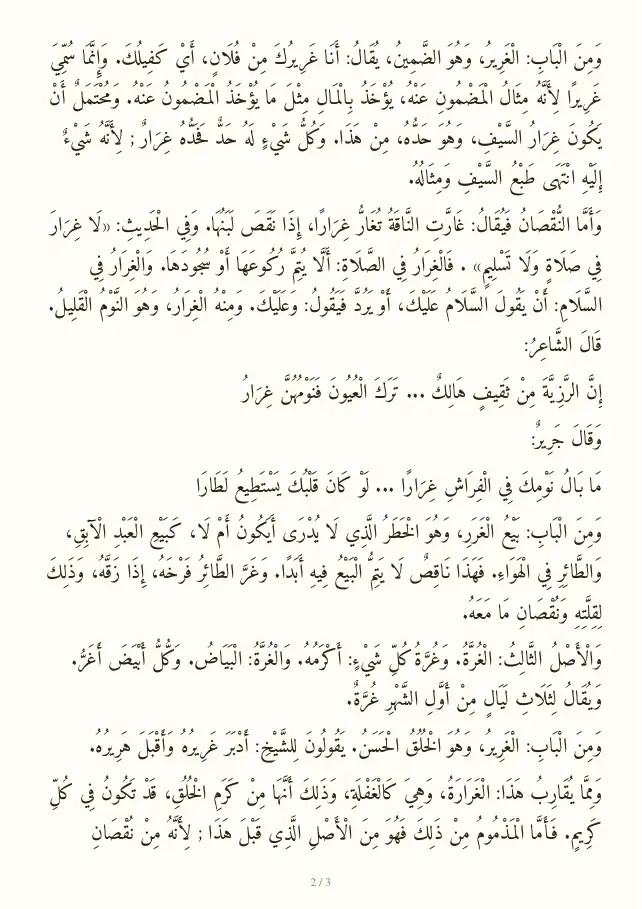 وَمِنَ الْبَابِ: الْغَرِيرُ، وَهُوَ الضَّمِينُ، يُقَالُ: أَنَا غَرِيرُكَ مِنْ فُلَانٍ، أَيْ كَفِيلُكَ. وَإِنَّمَا سُمِّيَ
غَرِيرًا لِأَنَّهُ مِثَالُ الْمَضْمُونِ عَنْهُ، يُؤْخَذُ بِالْمَالِ مِثْلَ مَا يُؤْخَذُ الْمَضْمُونُ عَنْهُ. وَمُحْتَمَلٌ أَنْ
يَكُونَ غِرَارُ السَّيْفِ، وَهُوَ حَدُّهُ، مِنْ هَذَا. وَكُلُّ شَيْءٍ لَهُ حَدٌّ فَحَدُّهُ غِرَارٌ ; لِأَنَّهُ شَيْءٌ
إِلَيْهِ انْتَهَى طَبْعُ السَّيْفِ وَمِثَالُهُ.
وَأَمَّا النُّقْصَانُ فَيُقَالُ: غَارَّتِ النَّاقَةُ تُغَارُّ غِرَارًا، إِذَا نَقَصَ لَبَنُهَا. وَفِي الْحَدِيثِ: «لَا غِرَارَ
فِي صَلَاةٍ وَلَا تَسْلِيمٍ» . فَالْغِرَارُ فِي الصَّلَاةِ: أَلَّا يُتِمَّ رُكُوعَهَا أَوْ سُجُودَهَا. وَالْغِرَارُ فِي
السَّلَامِ: أَنْ يَقُولَ السَّلَامُ عَلَيْكَ، أَوْ يَرُدَّ فَيَقُولُ: وَعَلَيْكَ. وَمِنْهُ الْغِرَارُ، وَهُوَ النَّوْمُ الْقَلِيلُ.
قَالَ الشَّاعِرُ:
إِنَّ الرَّزِيَّةَ مِنْ ثَقِيفٍ هَالِكٌ ... تَرَكَ الْعُيُونَ فَنَوْمُهُنَّ غِرَارُ
وَقَالَ جَرِيرٌ:
مَا بَالُ نَوْمِكَ فِي الْفِرَاشِ غِرَارًا ... لَوْ كَانَ قَلْبُكَ يَسْتَطِيعُ لَطَارَا
وَمِنَ الْبَابِ: بَيْعُ الْغَرَرِ، وَهُوَ الْخَطَرُ الَّذِي لَا يُدْرَى أَيَكُونُ أَمْ لَا، كَبَيْعِ الْعَبْدِ الْآبِقِ،
وَالطَّائِرِ فِي الْهَوَاءِ. فَهَذَا نَاقِصٌ لَا يَتِمُّ الْبَيْعُ فِيهِ أَبَدًا. وَغَرَّ الطَّائِرُ فَرْخَهُ، إِذَا زَقَّهُ، وَذَلِكَ
لِقِلَّتِهِ وَنُقْصَانِ مَا مَعَهُ.
وَالْأَصْلُ الثَّالِثُ: الْغُرَّةُ. وَغُرَّةُ كُلِّ شَيْءٍ: أَكْرَمُهُ. وَالْغُرَّةُ: الْبَيَاضُ. وَكُلُّ أَبْيَضَ أَغَرُّ.
وَيُقَالُ لِثَلَاثِ لَيَالٍ مِنْ أَوَّلِ الشَّهْرِ غُرَّةٌ.
وَمِنَ الْبَابِ: الْغَرِيرُ، وَهُوَ الْخُلُقُ الْحَسَنُ. يَقُولُونَ لِلشَّيْخِ: أَدْبَرَ غَرِيرُهُ وَأَقْبَلَ هَرِيرُهُ.
وَمِمَّا يُقَارِبُ هَذَا: الْغَرَارَةُ، وَهِيَ كَالْغَفْلَةِ، وَذَلِكَ أَنَّهَا مِنْ كَرَمِ الْخُلُقِ، قَدْ تَكُونُ فِي كُلِّ
كَرِيمٍ. فَأَمَّا الْمَذْمُومُ مِنْ ذَلِكَ فَهُوَ مِنَ الْأَصْلِ الَّذِي قَبْلَ هَذَا ; لِأَنَّهُ مِنْ نُقْصَانِ
2 / 3